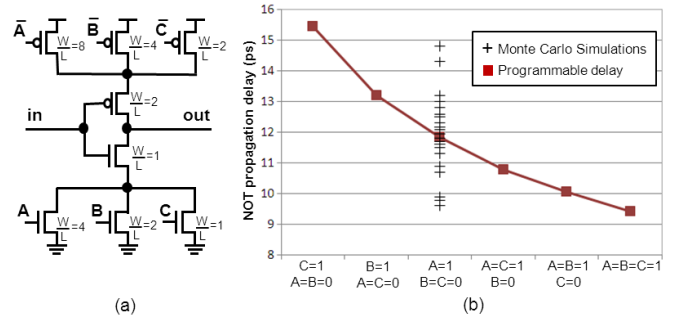 A̅ B̅ C̅
W/L=8 W/L=4 W/L=2
W/L=2
in out
W/L=1
A B C
W/L=4 W/L=2 W/L=1
(a)
NOT propagation delay (ps)
16
15
14
13
12
11
10
9
8
+ Monte Carlo Simulations
Programmable delay
C=1 B=1 A=1 A=C=1 A=B=1 A=B=C=1
A=B=0 A=C=0 B=C=0 B=0 C=0
(b)